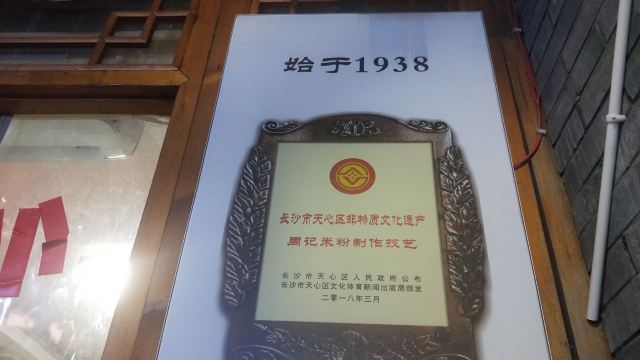 始于1938
长沙市天心区非物质文化遗产
周记米粉制作技艺
长沙市天心区人民政府公布
长沙市天心区文化体育新闻出版局颁发
二零一八年三月